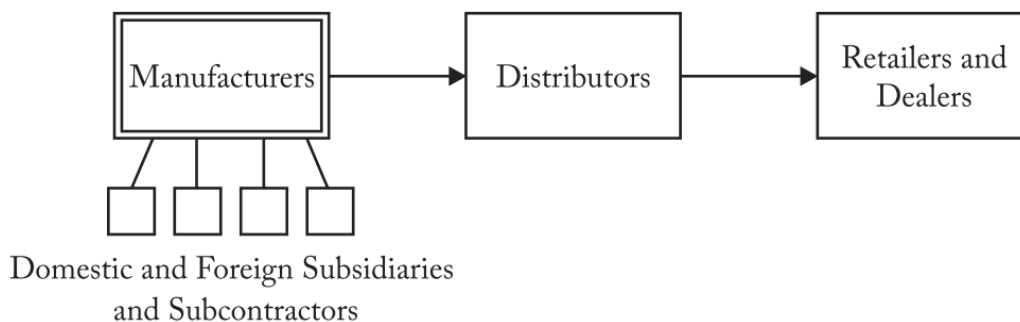 Manufacturers
Distributors
Retailers and
Dealers
Domestic and Foreign Subsidiaries
and Subcontractors